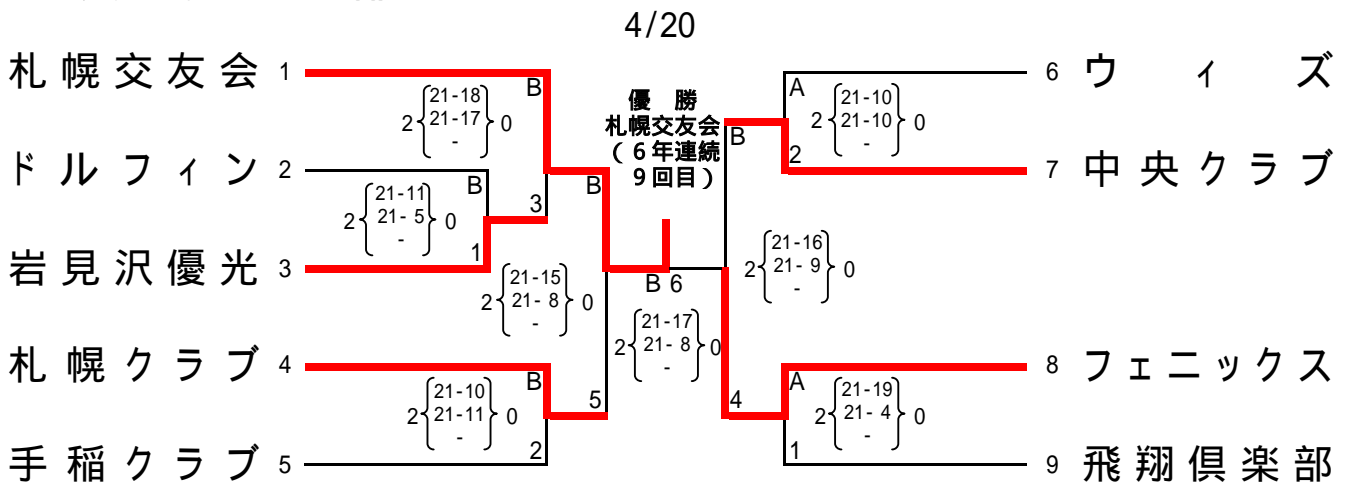 4/20
札幌交友会 1
ドルフィン 2
岩見沢優光 3
札幌クラブ 4
手稲クラブ 5
B
3
2 { 21-18 } 0
21-17
-
B
1
2 { 21-11 } 0
21- 5
-
B
5
2 { 21-15 } 0
21- 8
-
B
2
2 { 21-10 } 0
21-11
-
優 勝
札幌交友会
(6年連続
9回目)
B 6
2 { 21-17 } 0
21- 8
-
B
4
2 { 21-16 } 0
21- 9
-
A
2
2 { 21-10 } 0
21-10
-
A
1
2 { 21-19 } 0
21- 4
-
6 ウィズ
7 中央クラブ
8 フェニックス
9 飛翔倶楽部